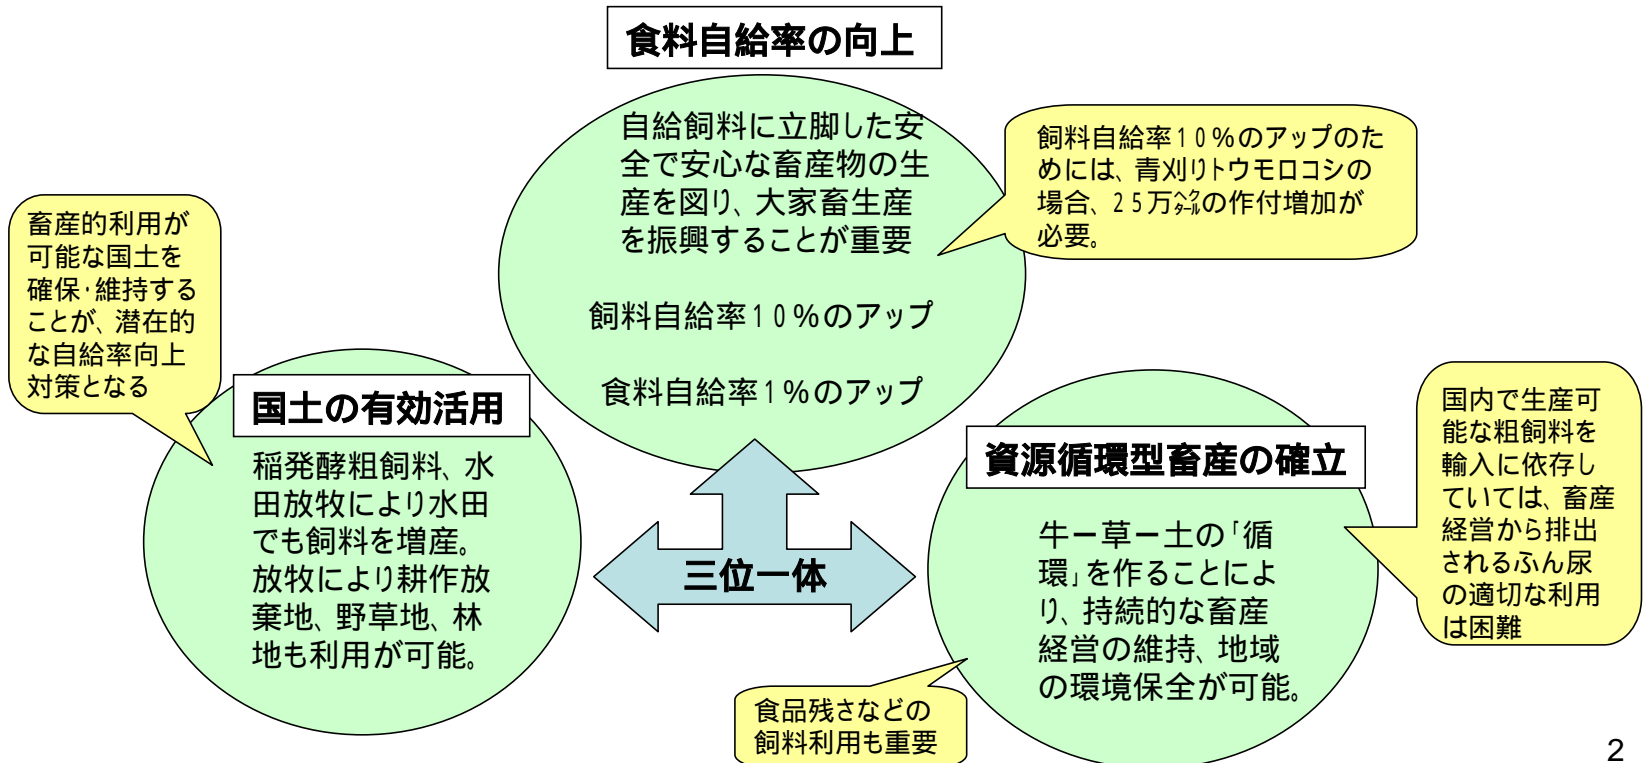 食料自給率の向上
自給飼料に立脚した安
全で安心な畜産物の生
産を図り、大家畜生産
を振興することが重要
飼料自給率10%のアップ
食料自給率1%のアップ
飼料自給率10%のアップのた
めには、青刈りトウモロコシの
場合、25万㌶の作付増加が
必要。
畜産的利用が
可能な国土を
確保・維持する
ことが、潜在的
な自給率向上
対策となる
国土の有効活用
稲発酵粗飼料、水
田放牧により水田
でも飼料を増産。
放牧により耕作放
棄地、野草地、林
地も利用が可能。
三位一体
資源循環型畜産の確立
牛ー草ー土の「循
環」を作ることによ
り、持続的な畜産
経営の維持、地域
の環境保全が可能。
国内で生産可
能な粗飼料を
輸入に依存し
ていては、畜産
経営から排出
されるふん尿
の適切な利用
は困難
食品残さなどの
飼料利用も重要
2